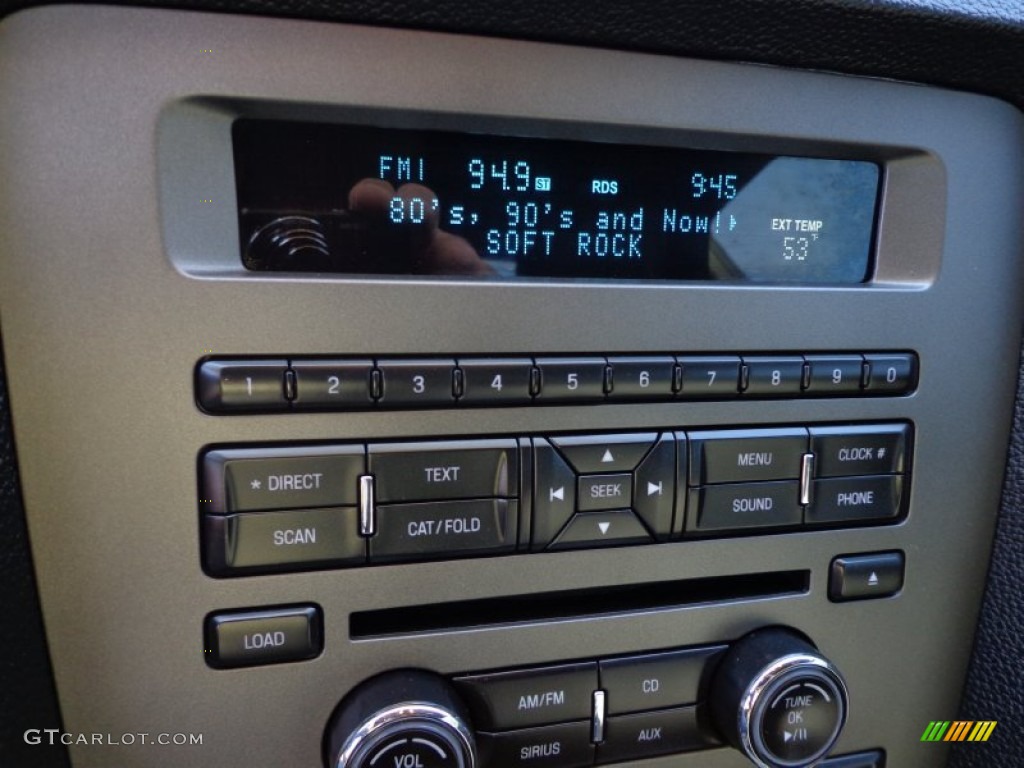 FM1 94.9 ST RDS 9:45
80's, 90's and Now!
EXT TEMP
SOFT ROCK 53°F
1 2 3 4 5 6 7 8 9 0
* DIRECT TEXT MENU CLOCK #
SEEK
SCAN CAT/FOLD SOUND PHONE
LOAD
AM/FM CD TUNE
OK
SIRIUS AUX
VOL
GTCARLOT.COM